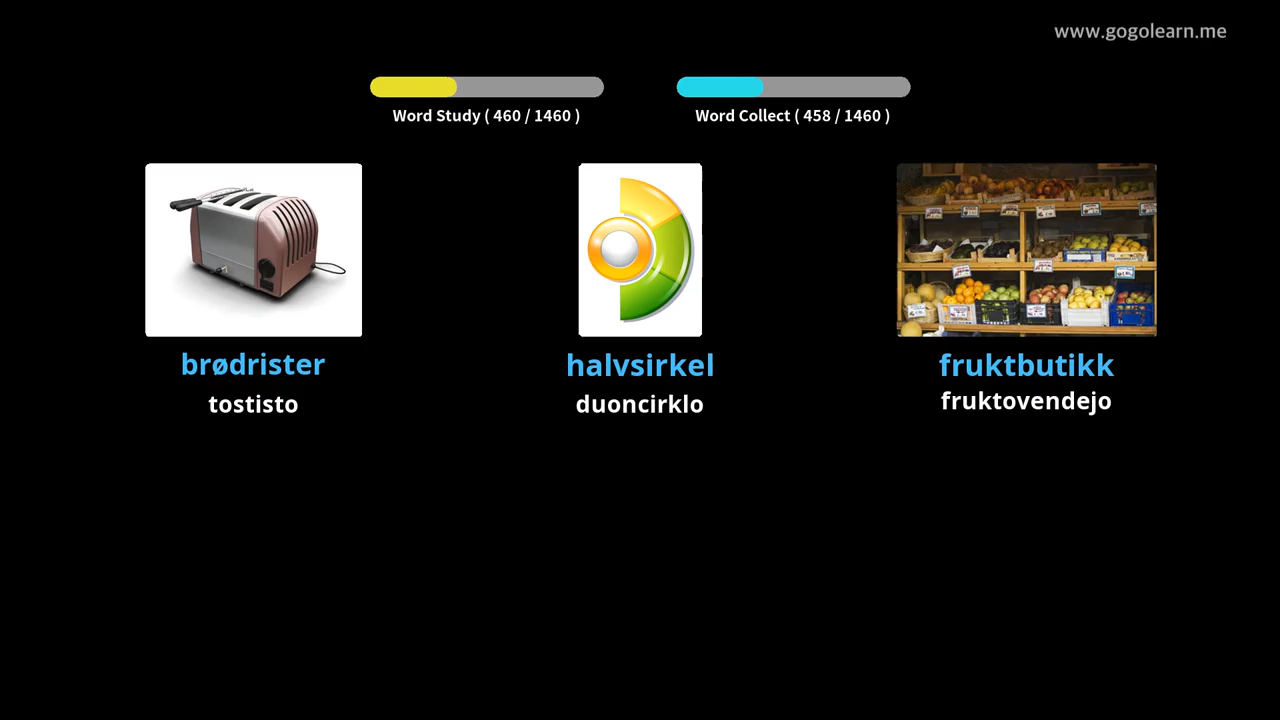 www.gogolearn.me
Word Study ( 460 / 1460 )
Word Collect ( 458 / 1460 )
brødrister
halvsirkel
fruktbutikk
tostisto
duoncirklo
fruktovendejo